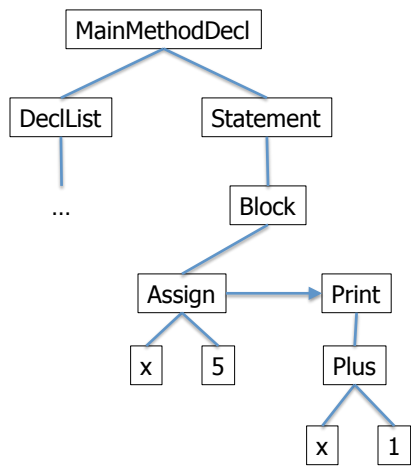 MainMethodDecl
DeclList
Statement
...
Block
Assign
Print
x
5
Plus
x
1